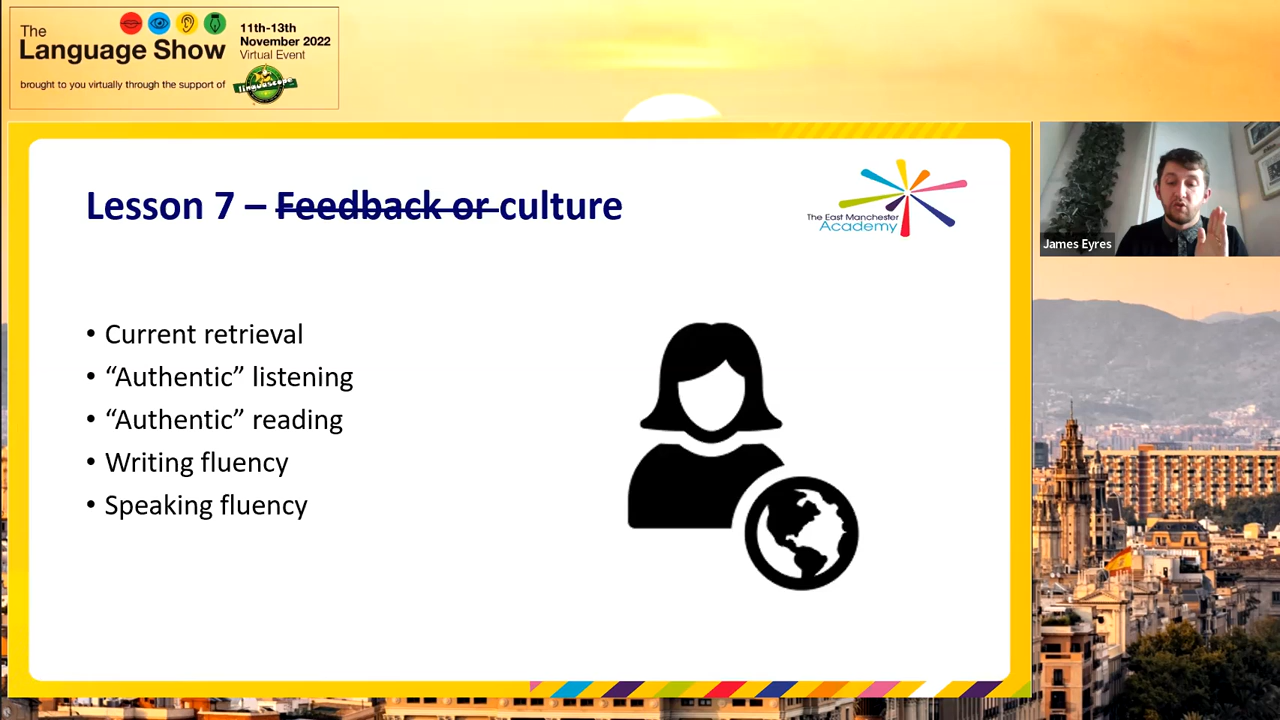 The
Language Show
11th-13th
November 2022
Virtual Event
brought to you virtually through the support of
linguascope
Lesson 7 – Feedback or culture
The East Manchester
Academy
James Eyres
• Current retrieval
• “Authentic” listening
• “Authentic” reading
• Writing fluency
• Speaking fluency